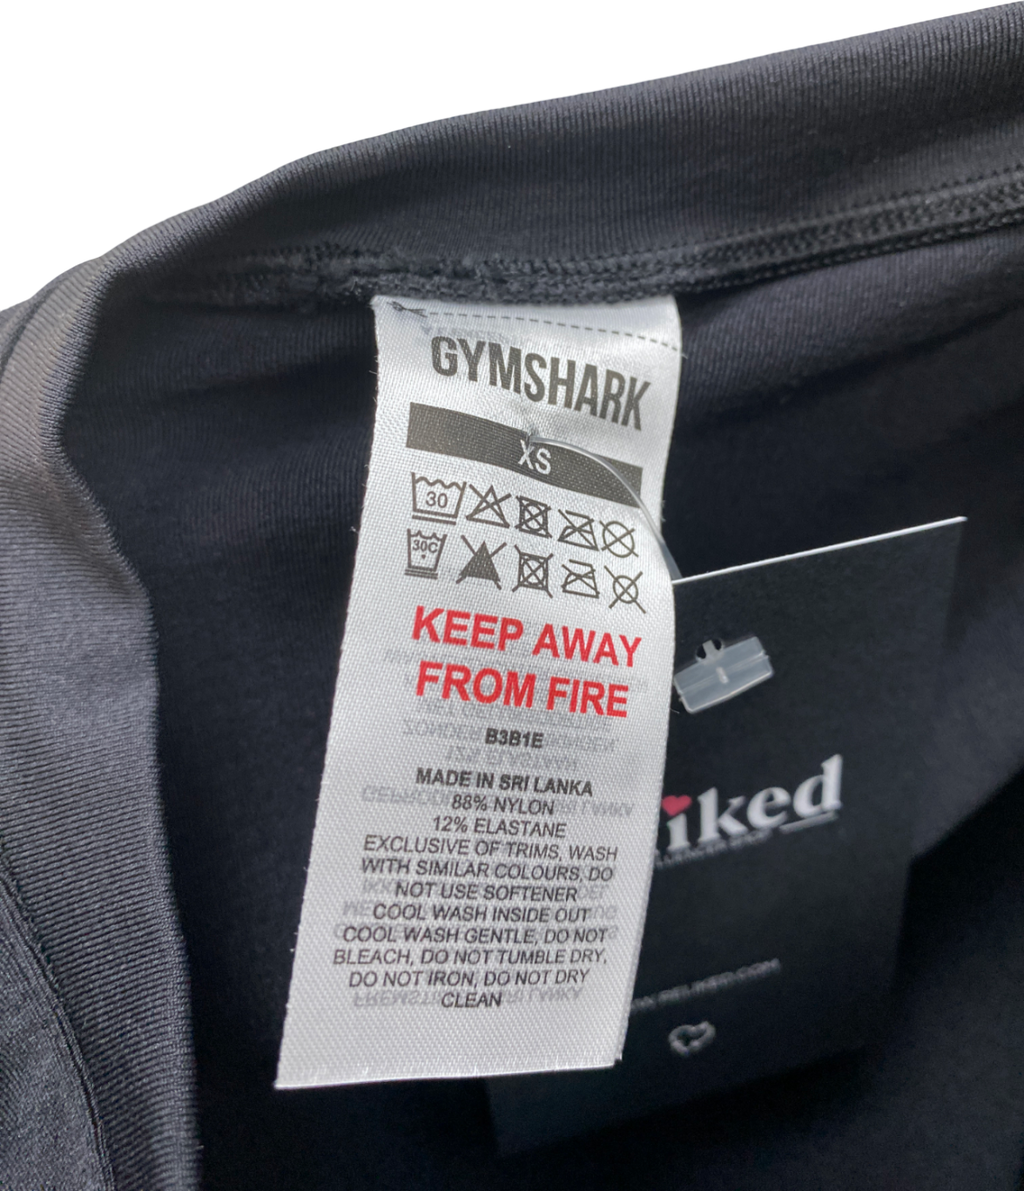 GYMSHARK
XS
30
30C
KEEP AWAY
FROM FIRE
B3B1E
MADE IN SRI LANKA
88% NYLON
12% ELASTANE
EXCLUSIVE OF TRIMS, WASH
WITH SIMILAR COLOURS, DO
NOT USE SOFTENER
COOL WASH INSIDE OUT
COOL WASH GENTLE, DO NOT
BLEACH, DO NOT TUMBLE DRY,
DO NOT IRON, DO NOT DRY
CLEAN
iked